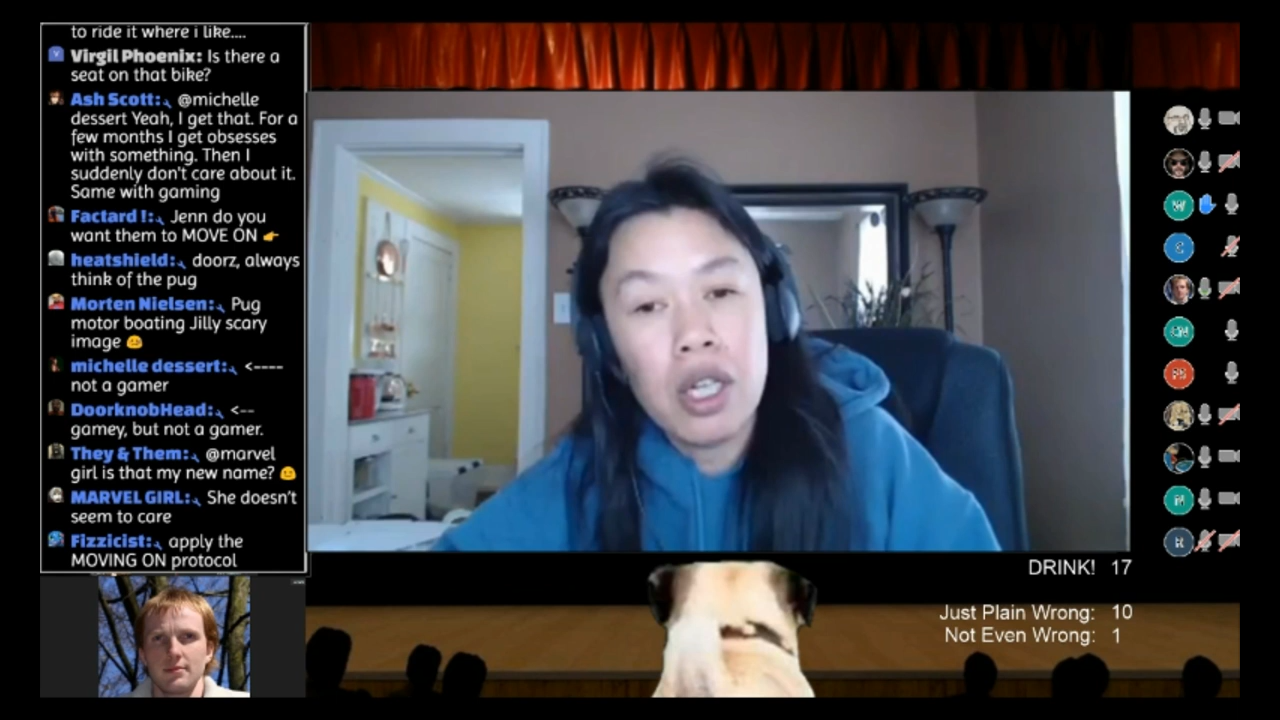 to ride it where i like....
Virgil Phoenix: Is there a
seat on that bike?
Ash Scott: @michelle
dessert Yeah, I get that. For a
few months I get obsesses
with something. Then I
suddenly don't care about it.
Same with gaming
Factard !: Jenn do you
want them to MOVE ON 👉
heatshield: doorz, always
think of the pug
Morten Nielsen: Pug
motor boating Jilly scary
image 😊
michelle dessert: <----
not a gamer
DoorknobHead: <--
gamey, but not a gamer.
They & Them: @marvel
girl is that my new name? 😊
MARVEL GIRL: She doesn't
seem to care
Fizzicist: apply the
MOVING ON protocol
DRINK! 17
Just Plain Wrong: 10
Not Even Wrong: 1